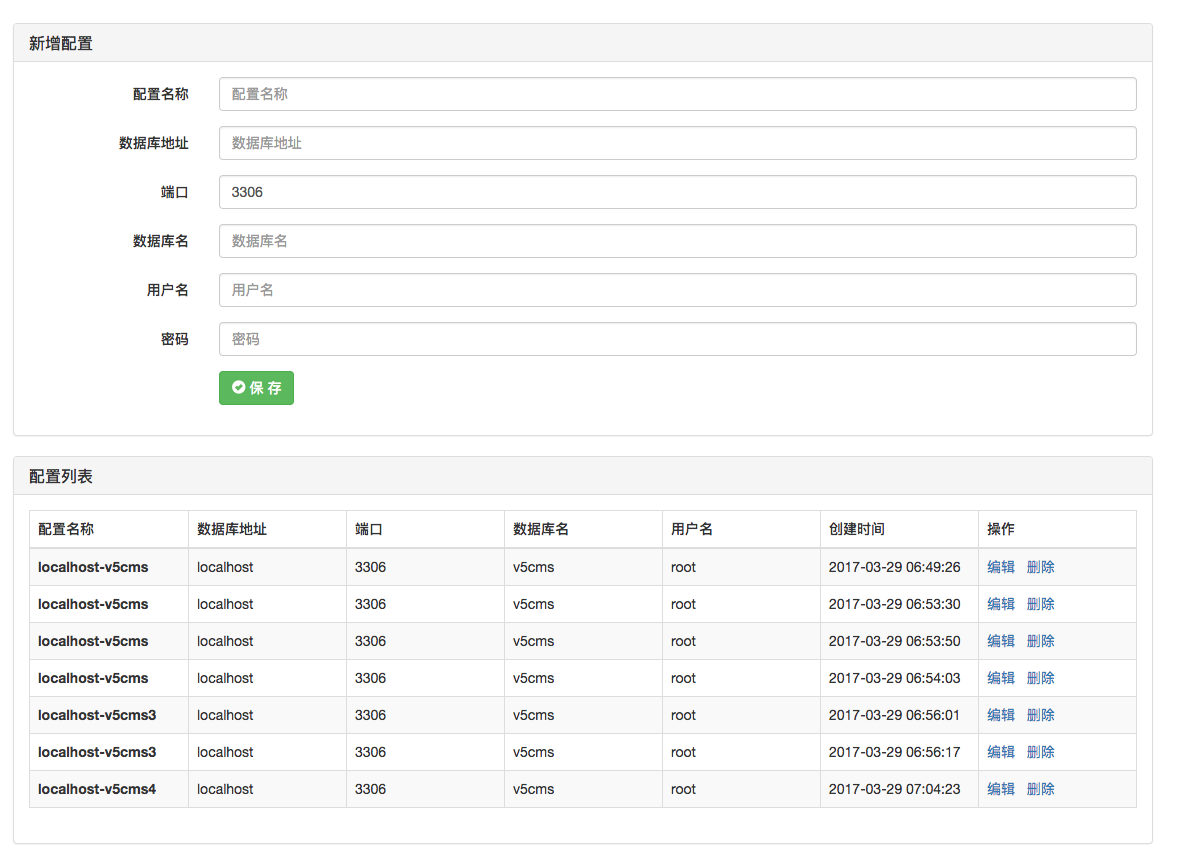 新增配置
配置名称 配置名称
数据库地址 数据库地址
端口 3306
数据库名 数据库名
用户名 用户名
密码 密码
保 存
配置列表
配置名称 数据库地址 端口 数据库名 用户名 创建时间 操作
localhost-v5cms localhost 3306 v5cms root 2017-03-29 06:49:26 编辑 删除
localhost-v5cms localhost 3306 v5cms root 2017-03-29 06:53:30 编辑 删除
localhost-v5cms localhost 3306 v5cms root 2017-03-29 06:53:50 编辑 删除
localhost-v5cms localhost 3306 v5cms root 2017-03-29 06:54:03 编辑 删除
localhost-v5cms3 localhost 3306 v5cms root 2017-03-29 06:56:01 编辑 删除
localhost-v5cms3 localhost 3306 v5cms root 2017-03-29 06:56:17 编辑 删除
localhost-v5cms4 localhost 3306 v5cms root 2017-03-29 07:04:23 编辑 删除